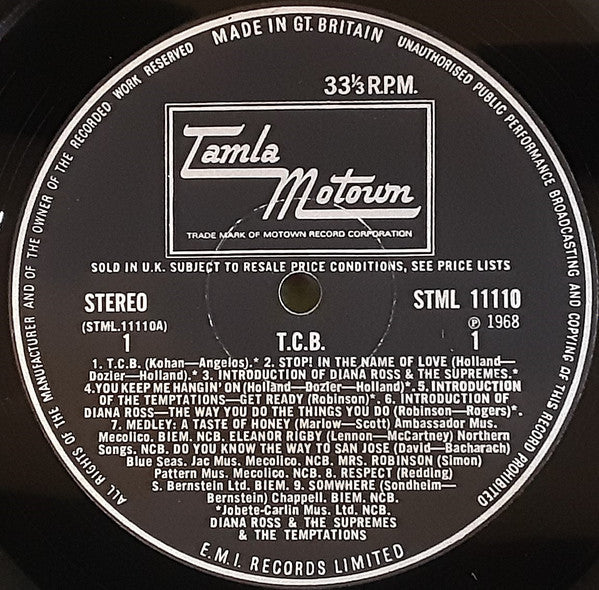 MADE IN GT. BRITAIN
UNAUTHORISED PUBLIC PERFORMANCE BROADCASTING AND COPYING OF THIS RECORD PROHIBITED
ALL RIGHTS OF THE MANUFACTURER AND OF THE OWNER OF THE RECORDED WORK RESERVED
33⅓ R.P.M.
Tamla
Motown
TRADE MARK OF MOTOWN RECORD CORPORATION
SOLD IN U.K. SUBJECT TO RESALE PRICE CONDITIONS, SEE PRICE LISTS
STEREO STML 11110
(STML.11110A) ℗ 1968
1 T.C.B. 1
1. T.C.B. (Kohan—Angelos).* 2. STOP! IN THE NAME OF LOVE (Holland—
Dozler—Holland).* 3. INTRODUCTION OF DIANA ROSS & THE SUPREMES.*
4.YOU KEEP ME HANGIN' ON (Holland—Dozler—Holland)*. 5. INTRODUCTION
OF THE TEMPTATIONS—GET READY (Robinson)*. 6. INTRODUCTION OF
DIANA ROSS—THE WAY YOU DO THE THINGS YOU DO (Robinson—Rogers)*.
7. MEDLEY: A TASTE OF HONEY (Marlow—Scott) Ambassador Mus.
Mecolico. BIEM. NCB. ELEANOR RIGBY (Lennon—McCartney) Northern
Songs. NCB. DO YOU KNOW THE WAY TO SAN JOSE (David—Bacharach)
Blue Seas. Jac Mus. Mecolico. NCB. MRS. ROBINSON (Simon)
Pattern Mus. Mecolico. NCB. 8. RESPECT (Redding)
S. Bernstein Ltd. BIEM. 9. SOMWHERE (Sondheim—
Bernstein) Chappell. BIEM. NCB.
*Jobete-Carlin Mus. Ltd. NCB.
DIANA ROSS & THE SUPREMES
& THE TEMPTATIONS
E.M.I. RECORDS LIMITED